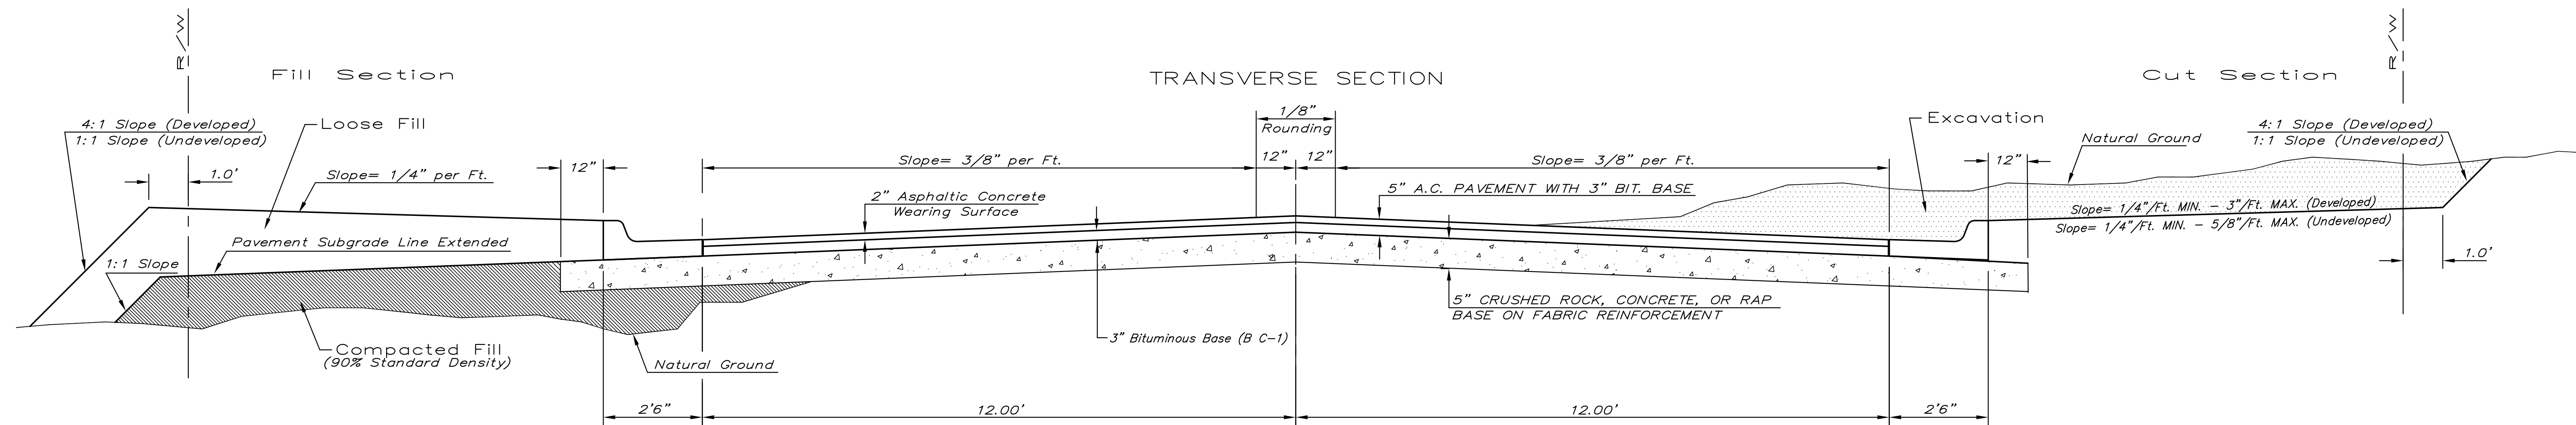 R/W
R/W
Fill Section
TRANSVERSE SECTION
Cut Section
4:1 Slope (Developed)
1:1 Slope (Undeveloped)
Loose Fill
1.0'
Slope= 1/4" per Ft.
Pavement Subgrade Line Extended
1:1 Slope
Compacted Fill
(90% Standard Density)
Natural Ground
12"
Slope= 3/8" per Ft.
2" Asphaltic Concrete
Wearing Surface
1/8"
Rounding
12"
12"
Slope= 3/8" per Ft.
5" A.C. PAVEMENT WITH 3" BIT. BASE
5" CRUSHED ROCK, CONCRETE, OR RAP
BASE ON FABRIC REINFORCEMENT
3" Bituminous Base (B C-1)
Excavation
Natural Ground
12"
4:1 Slope (Developed)
1:1 Slope (Undeveloped)
Slope= 1/4"/Ft. MIN. - 3"/Ft. MAX. (Developed)
Slope= 1/4"/Ft. MIN. - 5/8"/Ft. MAX. (Undeveloped)
1.0'
2'6"
12.00'
12.00'
2'6"